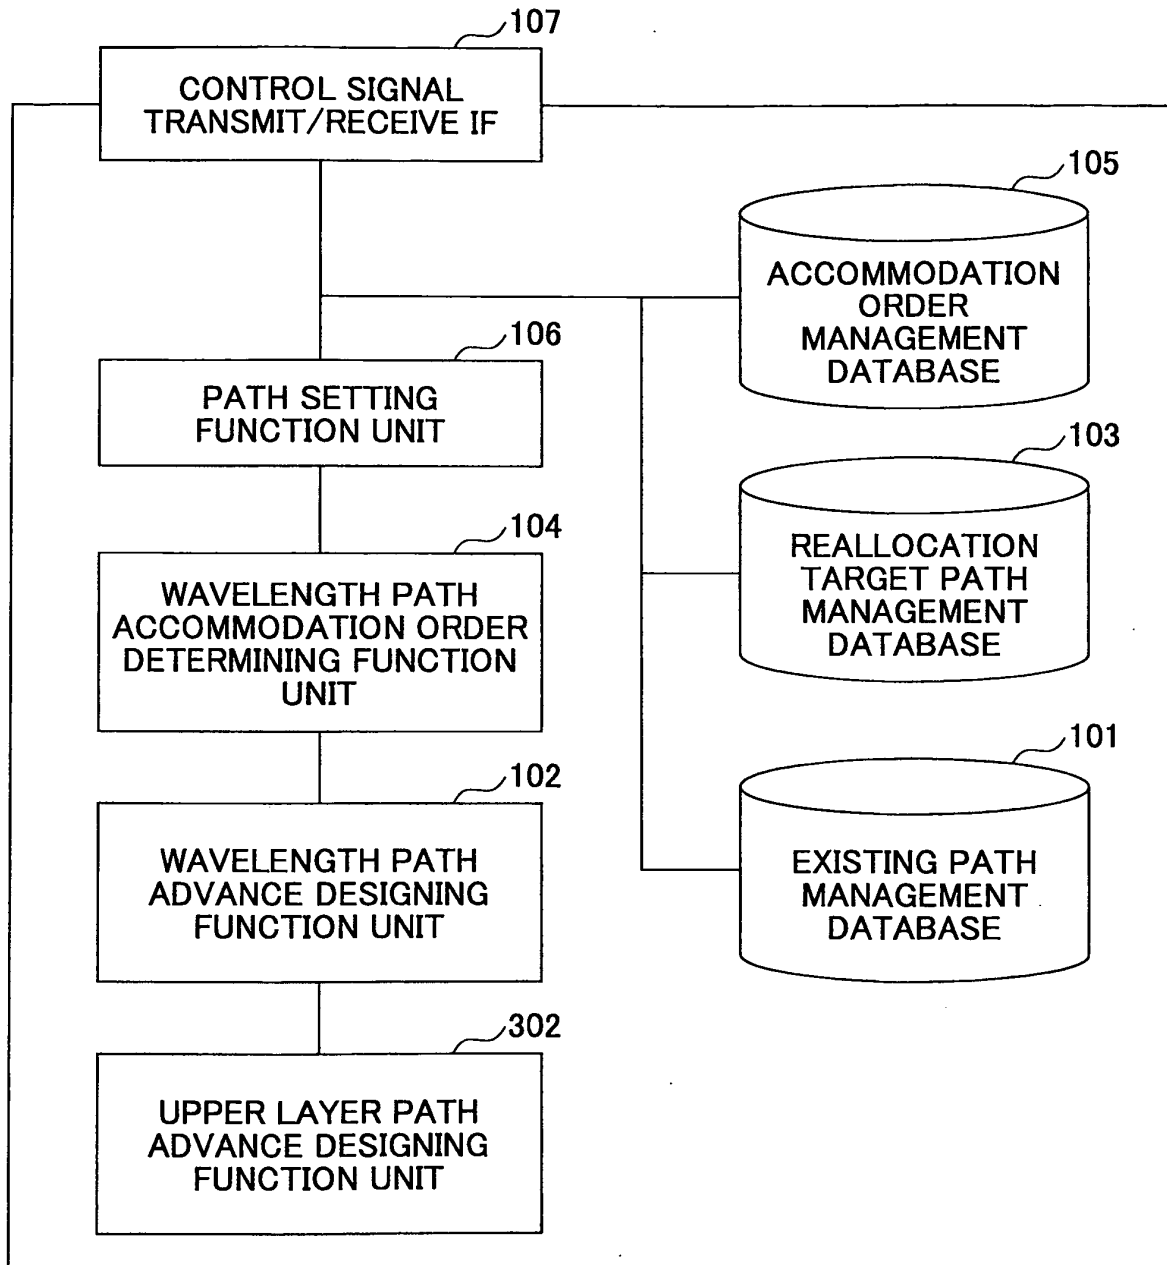 107
CONTROL SIGNAL
TRANSMIT/RECEIVE IF
105
ACCOMMODATION
ORDER
MANAGEMENT
DATABASE
106
PATH SETTING
FUNCTION UNIT
103
REALLOCATION
TARGET PATH
MANAGEMENT
DATABASE
104
WAVELENGTH PATH
ACCOMMODATION ORDER
DETERMINING FUNCTION
UNIT
101
EXISTING PATH
MANAGEMENT
DATABASE
102
WAVELENGTH PATH
ADVANCE DESIGNING
FUNCTION UNIT
302
UPPER LAYER PATH
ADVANCE DESIGNING
FUNCTION UNIT